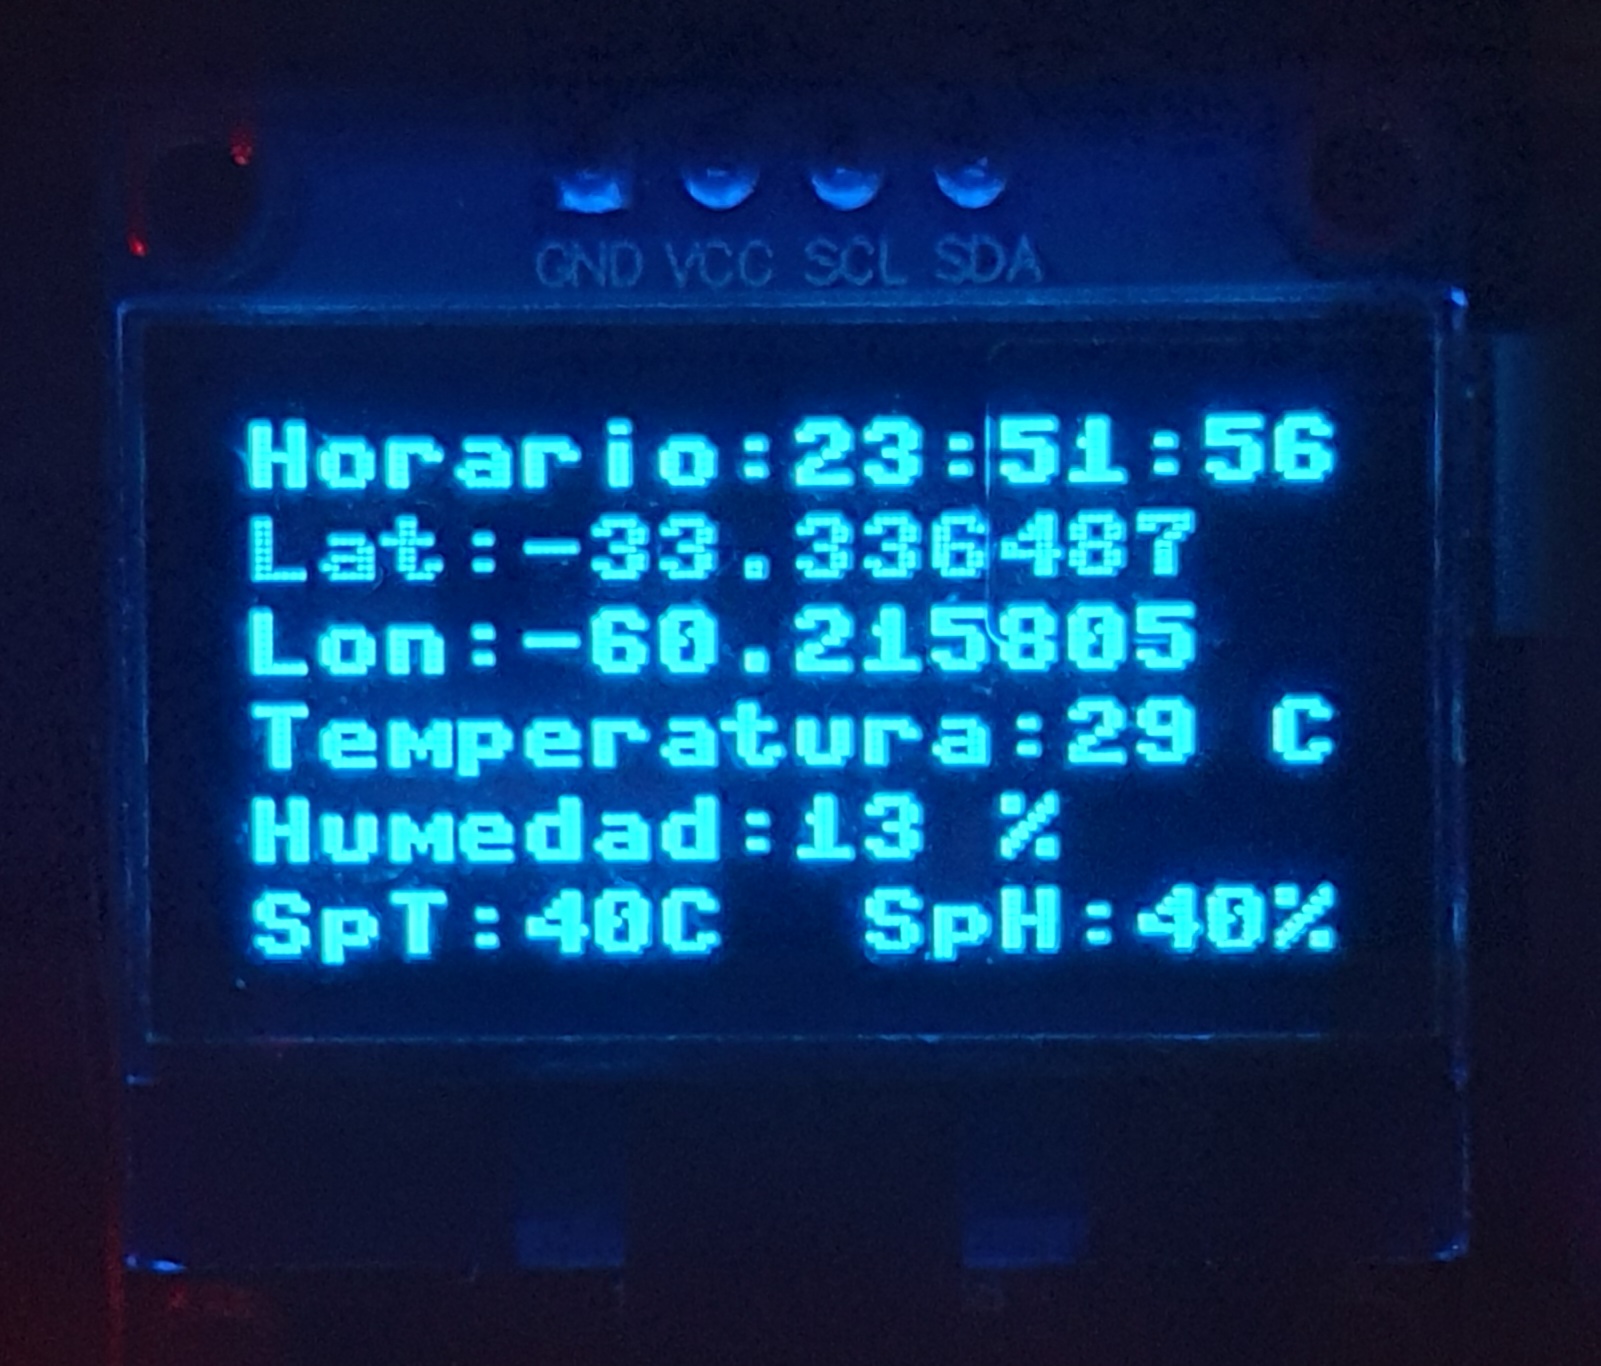 GND VCC SCL SDA
Horario:23:51:56
Lat:-33.336487
Lon:-60.215805
Temperatura:29 C
Humedad:13 %
SpT:40C  SpH:40%